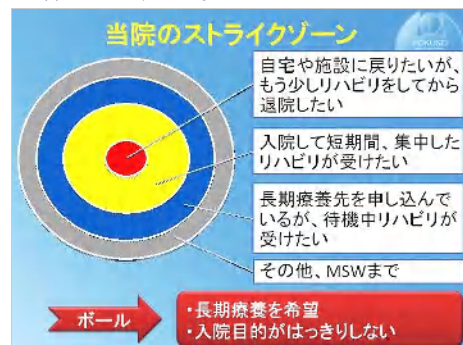 当院のストライクゾーン
自宅や施設に戻りたいが、
もう少しリハビリをしてから
退院したい
入院して短期間、集中した
リハビリが受けたい
長期療養先を申し込んで
いるが、待機中リハビリが
受けたい
その他、MSWまで
ボール
・長期療養を希望
・入院目的がはっきりしない